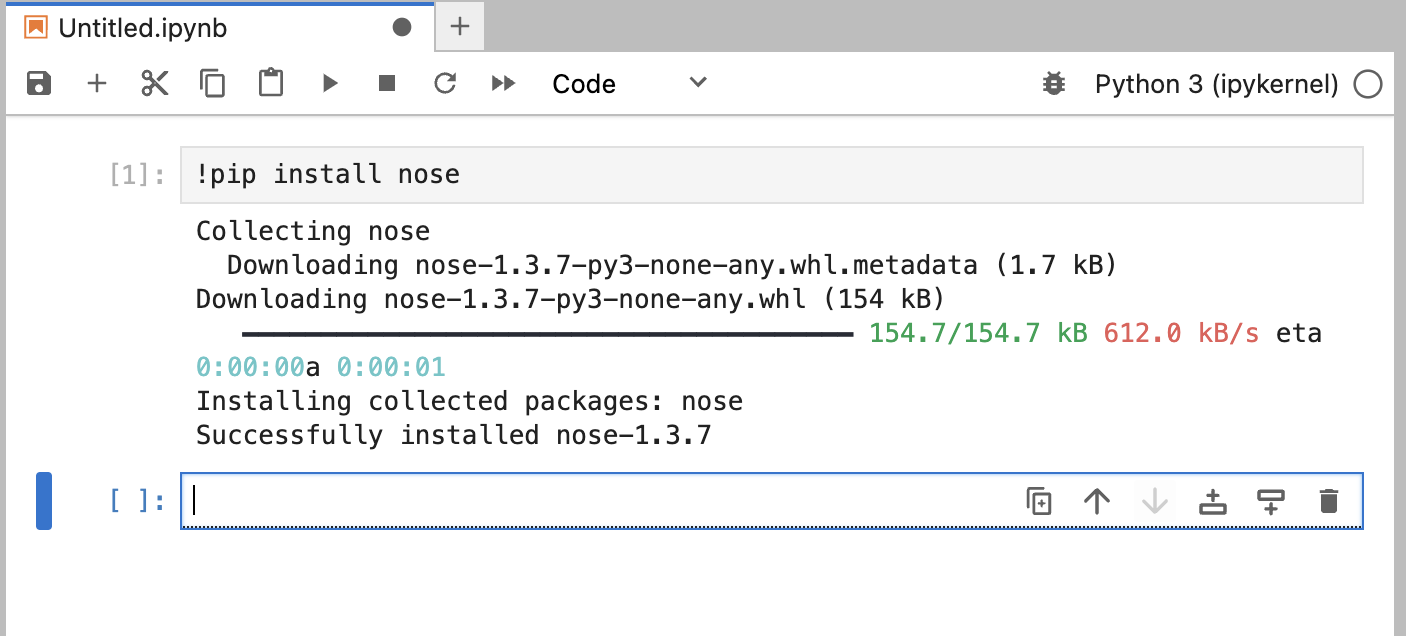 Untitled.ipynb
Code
Python 3 (ipykernel)
[1]:
!pip install nose
Collecting nose
  Downloading nose-1.3.7-py3-none-any.whl.metadata (1.7 kB)
Downloading nose-1.3.7-py3-none-any.whl (154 kB)
154.7/154.7 kB 612.0 kB/s eta
0:00:00a 0:00:01
Installing collected packages: nose
Successfully installed nose-1.3.7
[ ]: